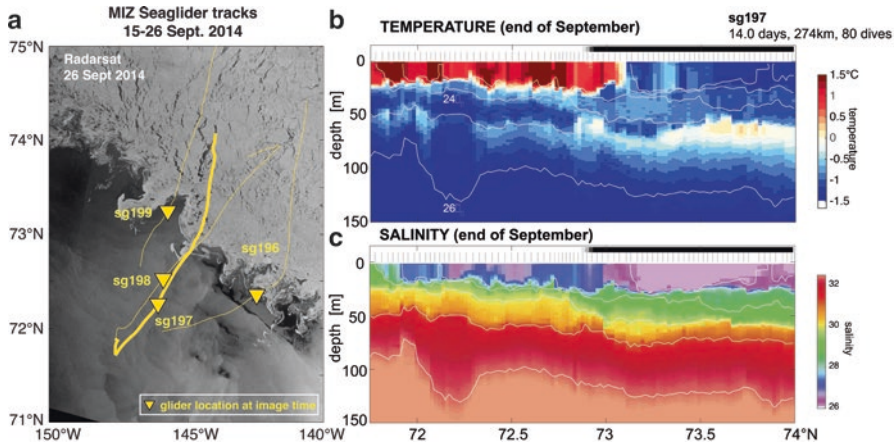 a
MIZ Seaglider tracks
15-26 Sept. 2014
75°N
74°N
73°N
72°N
71°N
150°W
145°W
140°W
Radarsat
26 Sept 2014
sg199
sg196
sg198
sg197
glider location at image time
b
TEMPERATURE (end of September)
sg197
14.0 days, 274km, 80 dives
0
50
100
150
depth [m]
24
26
1.5°C
1
0.5
0
-0.5
-1
-1.5
temperature
c
SALINITY (end of September)
0
50
100
150
depth [m]
72
72.5
73
73.5
74°N
32
30
28
26
salinity